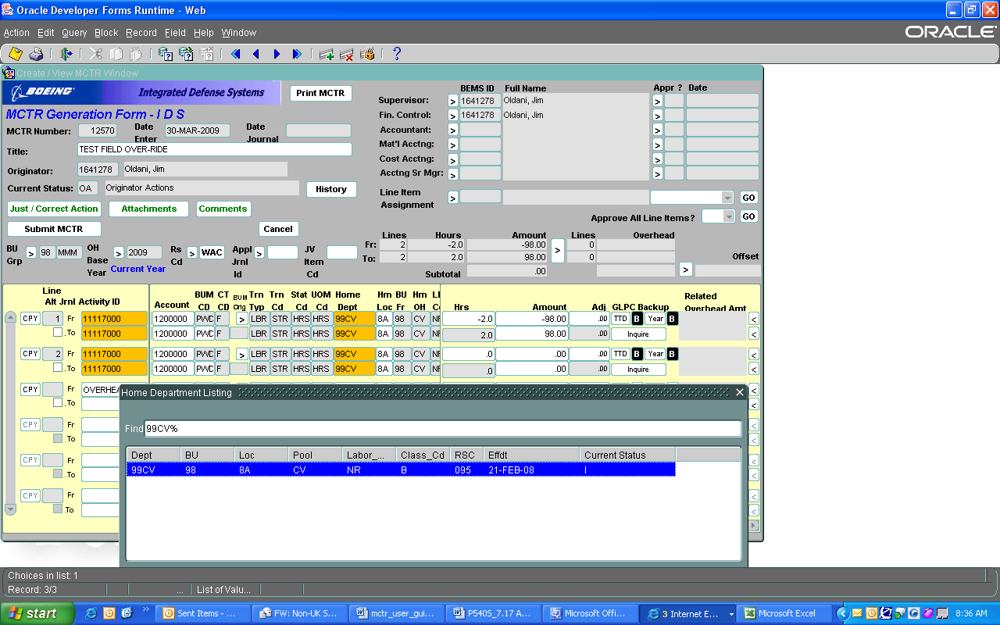 Oracle Developer Forms Runtime - Web
Action Edit Query Block Record Field Help Window
ORACLE
Create / View MCTR Window
BOEING Integrated Defense Systems Print MCTR
BEMS ID Full Name Appr ? Date
Supervisor: > 1641278 Oldani, Jim >
MCTR Generation Form - I D S
Fin. Control: > 1641278 Oldani, Jim >
MCTR Number: 12570 Date Enter 30-MAR-2009 Date Journal
Accountant: > >
Mat'l Acctng: > >
Title: TEST FIELD OVER-RIDE
Cost Acctng: > >
Originator: 1641278 Oldani, Jim
Acctng Sr Mgr: > >
Current Status: OA Originator Actions History
Line Item Assignment > GO
Just / Correct Action Attachments Comments
Approve All Line Items? GO
Submit MCTR Cancel
Lines Hours Amount Lines Overhead
Fr: 2 -2.0 -98.00 > 0
To: 2 2.0 98.00 0
Offset
Subtotal .00 >
BU Grp > 98 MMM OH Base Year > 2009 Current Year Rs Cd > WAC Appl Jrnl Id > JV Item Cd
Line
Alt Jrnl Activity ID
Account BUM CD CT CD BUM Orig Trn Typ Trn Cd Stat Cd UOM Cd Home Dept Hm Loc BU Fr Hm OH
Hrs Amount Adj GLPC Backup Related Overhead Amt
CPY 1 Fr 11117000 1200000 PWD F > LBR STR HRS HRS 99CV 8A 98 CV -2.0 -98.00 .00 TTD B Year B <
.To 11117000 1200000 PWD F LBR STR HRS HRS 99CV 8A 98 CV 2.0 98.00 .00 Inquire <
CPY 2 Fr 11117000 1200000 PWD F > LBR STR HRS HRS 99CV 8A 98 CV .0 .00 .00 TTD B Year B <
.To 11117000 1200000 PWD F LBR STR HRS HRS 99CV 8A 98 CV .0 .00 .00 Inquire <
CPY Fr OVERHEA <
.To <
CPY Fr <
.To <
CPY Fr <
.To <
CPY Fr <
.To <
Home Department Listing
Find 99CV%
Dept BU Loc Pool Labor_... Class_Cd RSC Effdt Current Status
99CV 98 8A CV NR B 095 21-FEB-08 I
Choices in list: 1
Record: 3/3 ... List of Valu...
start Sent Items - ... FW: Non-UK S... mctr_user_gui... P540S_7.17 A... Microsoft Offi... 3 Internet E... Microsoft Excel 8:36 AM